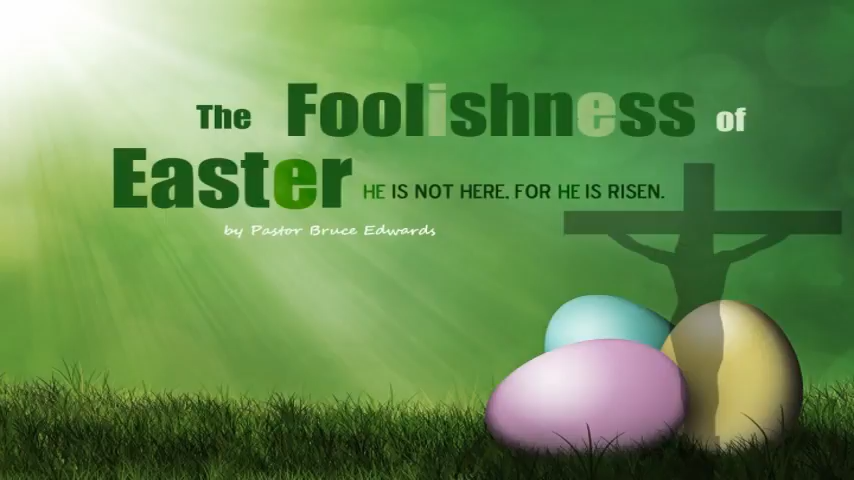 The Foolishness of
Easter HE IS NOT HERE. FOR HE IS RISEN.
by Pastor Bruce Edwards